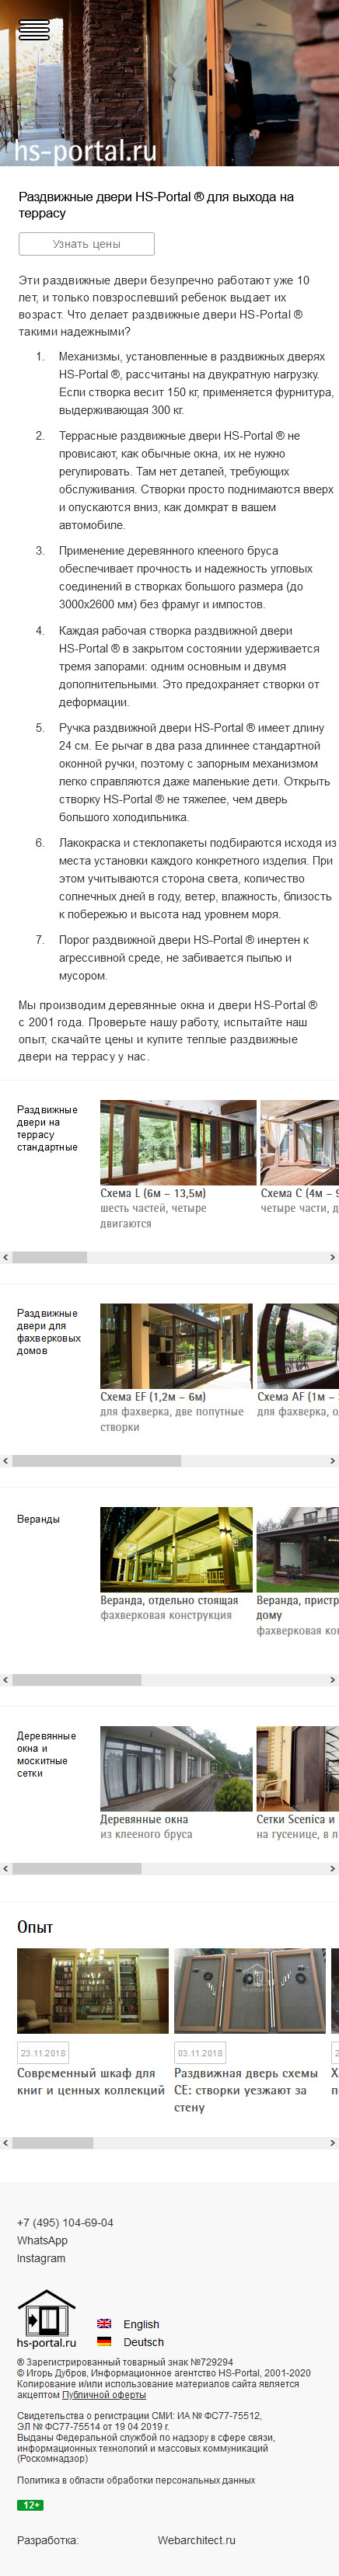 hs-portal.ru
Раздвижные двери HS-Portal ® для выхода на
террасу
Узнать цены
Эти раздвижные двери безупречно работают уже 10
лет, и только повзрослевший ребенок выдает их
возраст. Что делает раздвижные двери HS-Portal ®
такими надежными?
1. Механизмы, установленные в раздвижных дверях
HS-Portal ®, рассчитаны на двукратную нагрузку.
Если створка весит 150 кг, применяется фурнитура,
выдерживающая 300 кг.
2. Террасные раздвижные двери HS-Portal ® не
провисают, как обычные окна, их не нужно
регулировать. Там нет деталей, требующих
обслуживания. Створки просто поднимаются вверх
и опускаются вниз, как домкрат в вашем
автомобиле.
3. Применение деревянного клееного бруса
обеспечивает прочность и надежность угловых
соединений в створках большого размера (до
3000х2600 мм) без фрамуг и импостов.
4. Каждая рабочая створка раздвижной двери
HS-Portal ® в закрытом состоянии удерживается
тремя запорами: одним основным и двумя
дополнительными. Это предохраняет створки от
деформации.
5. Ручка раздвижной двери HS-Portal ® имеет длину
24 см. Ее рычаг в два раза длиннее стандартной
оконной ручки, поэтому с запорным механизмом
легко справляются даже маленькие дети. Открыть
створку HS-Portal ® не тяжелее, чем дверь
большого холодильника.
6. Лакокраска и стеклопакеты подбираются исходя из
места установки каждого конкретного изделия. При
этом учитываются сторона света, количество
солнечных дней в году, ветер, влажность, близость
к побережью и высота над уровнем моря.
7. Порог раздвижной двери HS-Portal ® инертен к
агрессивной среде, не забивается пылью и
мусором.
Мы производим деревянные окна и двери HS-Portal ®
с 2001 года. Проверьте нашу работу, испытайте наш
опыт, скачайте цены и купите теплые раздвижные
двери на террасу у нас.
Раздвижные
двери на
террасу
стандартные
Схема L (6м – 13,5м)
шесть частей, четыре
двигаются
Схема C (4м – 9
четыре части, д
Раздвижные
двери для
фахверковых
домов
Схема EF (1,2м – 6м)
для фахверка, две попутные
створки
Схема AF (1м –
для фахверка, о
Веранды
Веранда, отдельно стоящая
фахверковая конструкция
Веранда, пристр
дому
фахверковая кон
Деревянные
окна и
москитные
сетки
Деревянные окна
из клееного бруса
Сетки Scenica и
на гусенице, в л
Опыт
23.11.2018
Современный шкаф для
книг и ценных коллекций
03.11.2018
Раздвижная дверь схемы
СЕ: створки уезжают за
стену
+7 (495) 104-69-04
WhatsApp
Instagram
hs-portal.ru
English
Deutsch
® Зарегистрированный товарный знак №729294
© Игорь Дубров, Информационное агентство HS-Portal, 2001-2020
Копирование и/или использование материалов сайта является
акцептом Публичной оферты
Свидетельства о регистрации СМИ: ИА № ФС77-75512,
ЭЛ № ФС77-75514 от 19 04 2019 г.
Выданы Федеральной службой по надзору в сфере связи,
информационных технологий и массовых коммуникаций
(Роскомнадзор)
Политика в области обработки персональных данных
12+
Разработка: Webarchitect.ru